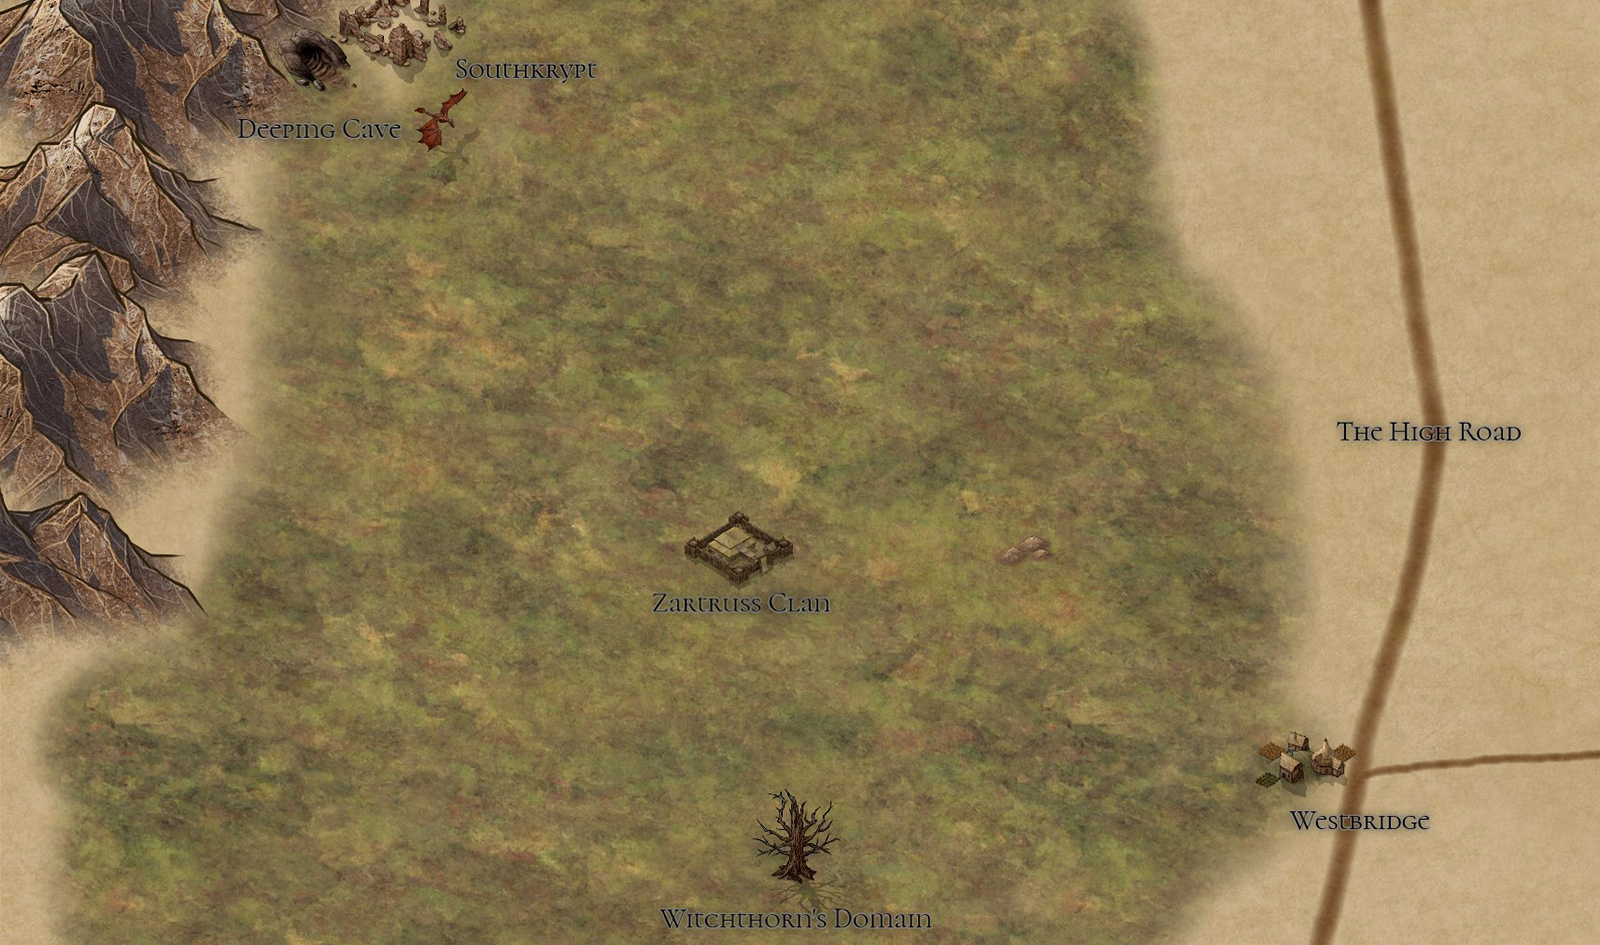 Southkrypt
Deeping Cave
The High Road
Zartruss Clan
Westbridge
Witchthorn's Domain